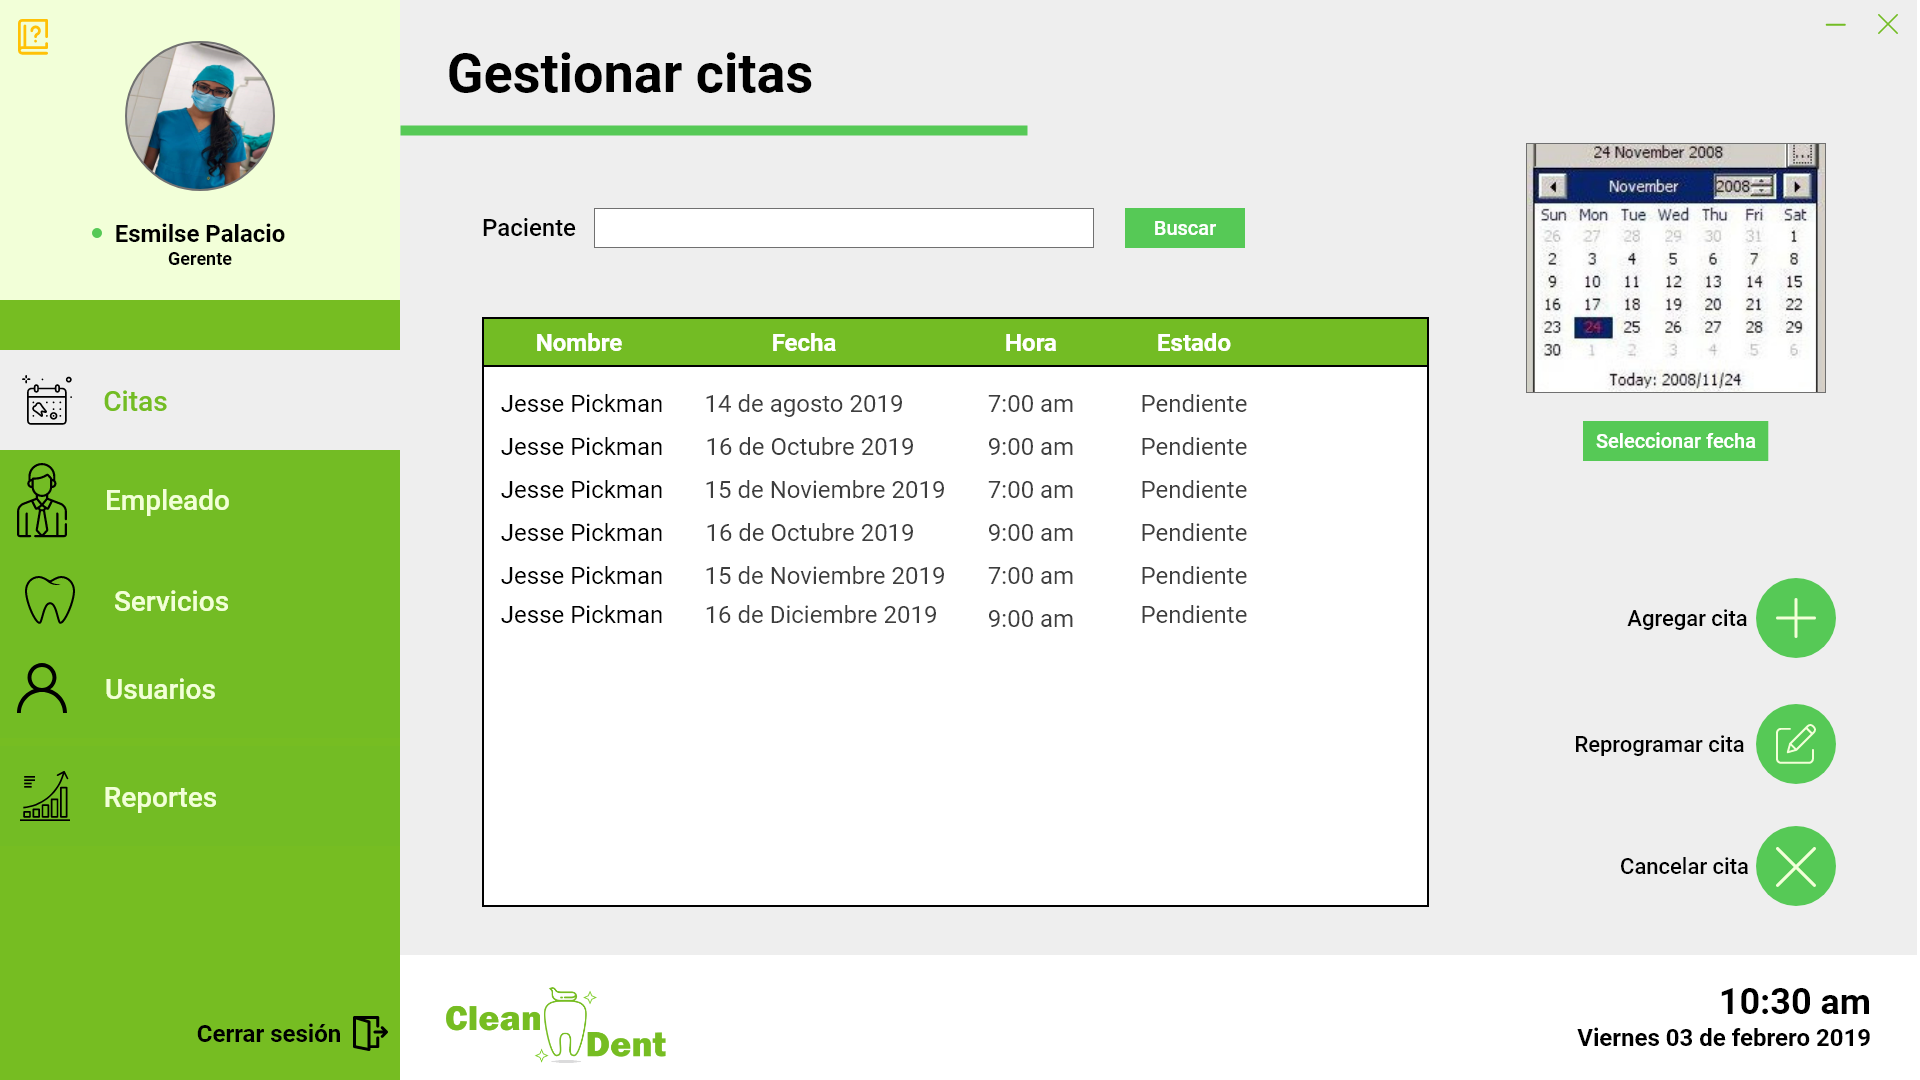 Esmilse Palacio
Gerente
Citas
Empleado
Servicios
Usuarios
Reportes
Cerrar sesión
Gestionar citas
Paciente
Buscar
Nombre Fecha Hora Estado
Jesse Pickman 14 de agosto 2019 7:00 am Pendiente
Jesse Pickman 16 de Octubre 2019 9:00 am Pendiente
Jesse Pickman 15 de Noviembre 2019 7:00 am Pendiente
Jesse Pickman 16 de Octubre 2019 9:00 am Pendiente
Jesse Pickman 15 de Noviembre 2019 7:00 am Pendiente
Jesse Pickman 16 de Diciembre 2019 9:00 am Pendiente
24 November 2008 ...
November 2008
Sun Mon Tue Wed Thu Fri Sat
26 27 28 29 30 31 1
2 3 4 5 6 7 8
9 10 11 12 13 14 15
16 17 18 19 20 21 22
23 24 25 26 27 28 29
30 1 2 3 4 5 6
Today: 2008/11/24
Seleccionar fecha
Agregar cita
Reprogramar cita
Cancelar cita
Clean
Dent
10:30 am
Viernes 03 de febrero 2019